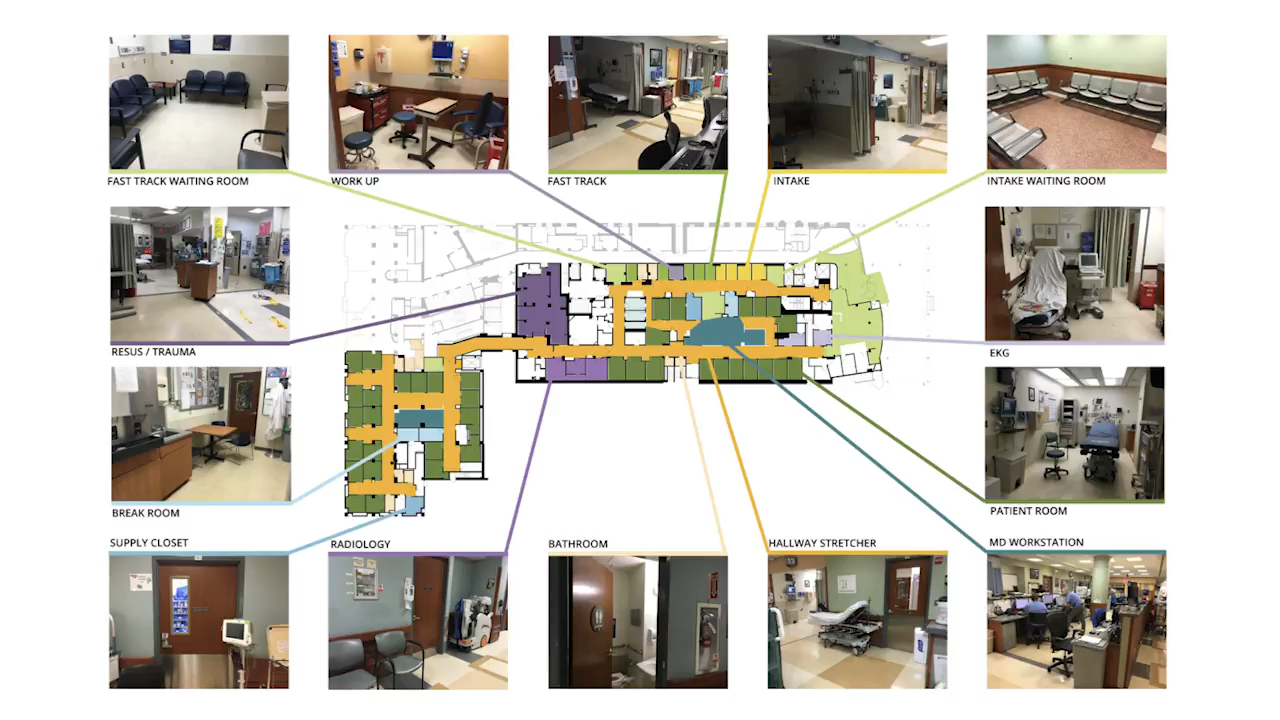 FAST TRACK WAITING ROOM
WORK UP
FAST TRACK
INTAKE
INTAKE WAITING ROOM
RESUS / TRAUMA
EKG
BREAK ROOM
PATIENT ROOM
SUPPLY CLOSET
RADIOLOGY
BATHROOM
HALLWAY STRETCHER
MD WORKSTATION